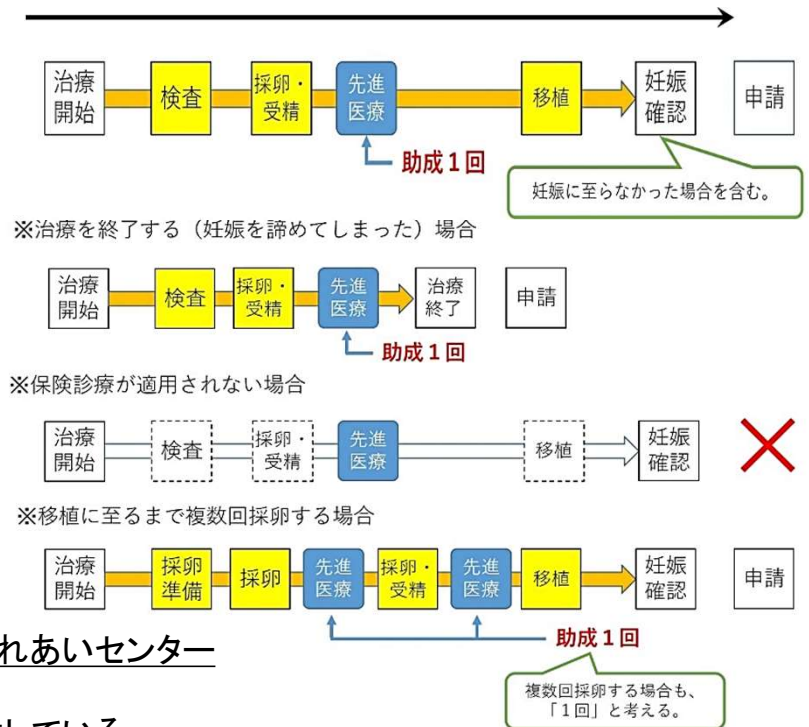 治療
開始
検査
採卵・
受精
先進
医療
移植
妊娠
確認
申請
助成1回
妊娠に至らなかった場合を含む。
※治療を終了する（妊娠を諦めてしまった）場合
治療
開始
検査
採卵・
受精
先進
医療
治療
終了
申請
助成1回
※保険診療が適用されない場合
治療
開始
検査
採卵・
受精
先進
医療
移植
妊娠
確認
※移植に至るまで複数回採卵する場合
治療
開始
採卵
準備
採卵
先進
医療
採卵・
受精
先進
医療
移植
妊娠
確認
申請
れあいセンター
助成1回
複数回採卵する場合も、
「1回」と考える。